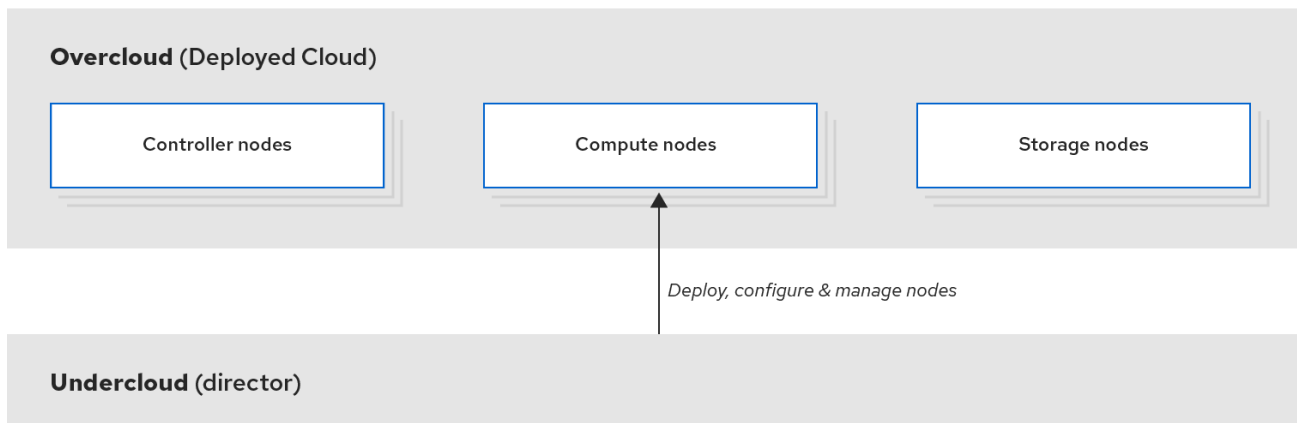 Overcloud (Deployed Cloud)
Controller nodes
Compute nodes
Storage nodes
Deploy, configure & manage nodes
Undercloud (director)